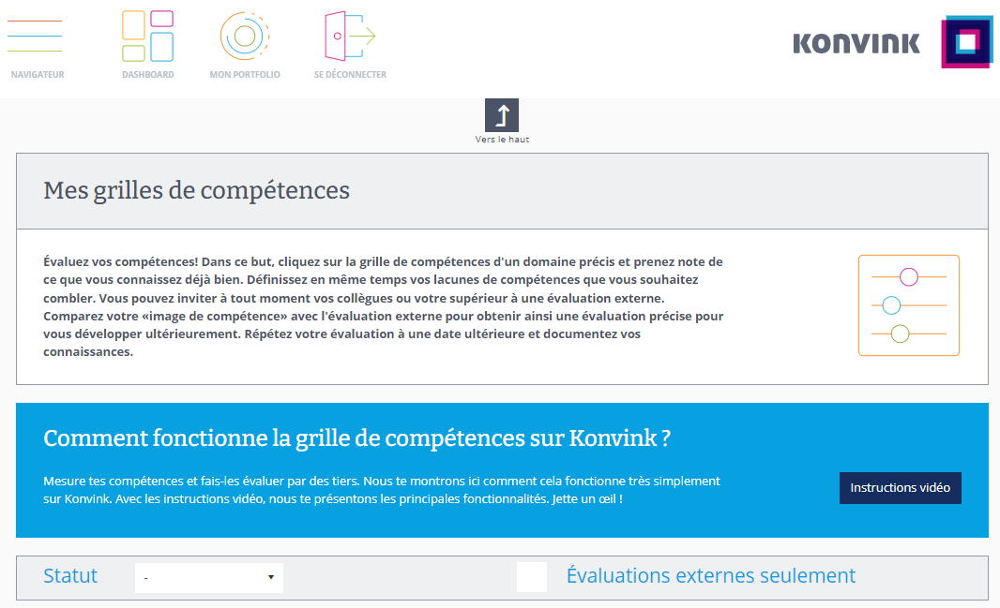 NAVIGATEUR
DASHBOARD
MON PORTFOLIO
SE DÉCONNECTER
KONVINK
Vers le haut
Mes grilles de compétences
Évaluez vos compétences! Dans ce but, cliquez sur la grille de compétences d'un domaine précis et prenez note de
ce que vous connaissez déjà bien. Définissez en même temps vos lacunes de compétences que vous souhaitez
combler. Vous pouvez inviter à tout moment vos collègues ou votre supérieur à une évaluation externe.
Comparez votre «image de compétence» avec l'évaluation externe pour obtenir ainsi une évaluation précise pour
vous développer ultérieurement. Répétez votre évaluation à une date ultérieure et documentez vos
connaissances.
Comment fonctionne la grille de compétences sur Konvink ?
Mesure tes compétences et fais-les évaluer par des tiers. Nous te montrons ici comment cela fonctionne très simplement
sur Konvink. Avec les instructions vidéo, nous te présentons les principales fonctionnalités. Jette un œil !
Instructions vidéo
Statut
-
Évaluations externes seulement